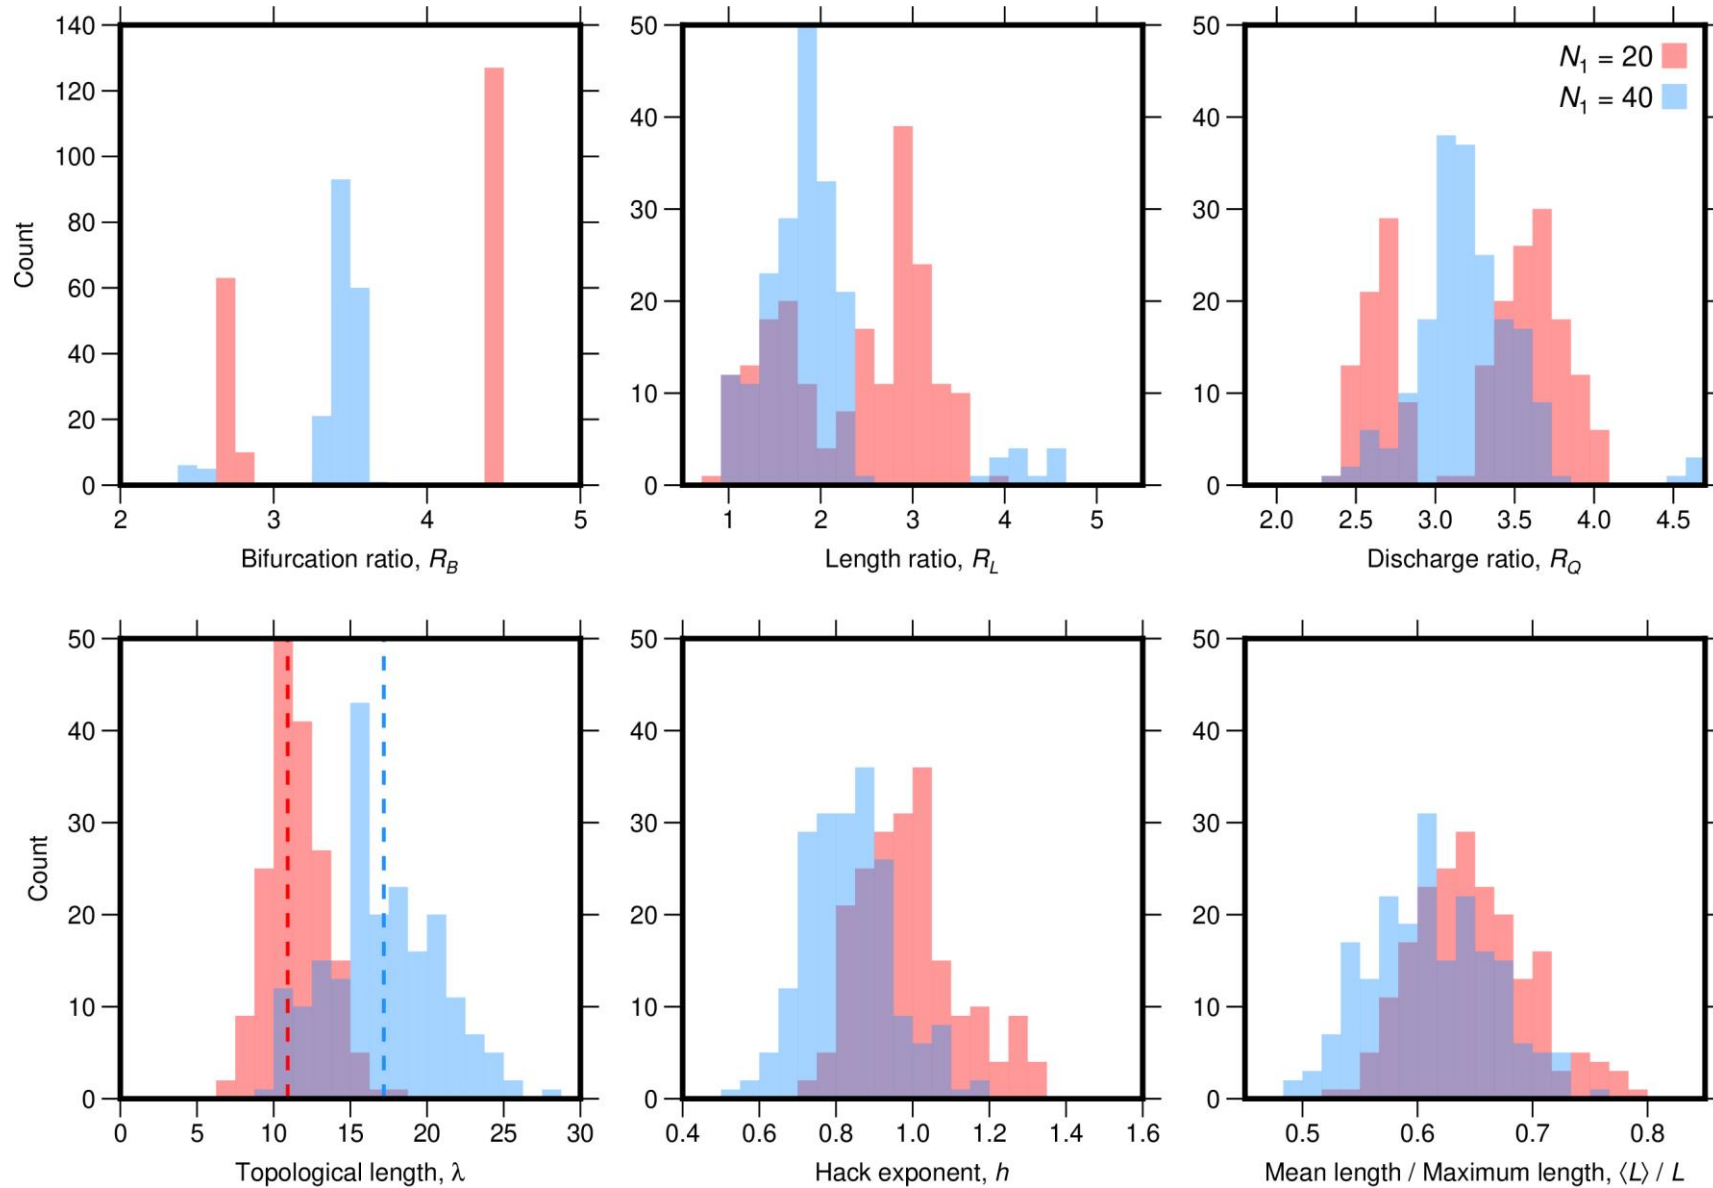 140
120
100
80
60
40
20
0
Count
2 3 4 5
Bifurcation ratio, R_B
50
40
30
20
10
0
1 2 3 4 5
Length ratio, R_L
50
40
30
20
10
0
N_1 = 20
N_1 = 40
2.0 2.5 3.0 3.5 4.0 4.5
Discharge ratio, R_Q
50
40
30
20
10
0
Count
0 5 10 15 20 25 30
Topological length, λ
50
40
30
20
10
0
0.4 0.6 0.8 1.0 1.2 1.4 1.6
Hack exponent, h
50
40
30
20
10
0
0.5 0.6 0.7 0.8
Mean length / Maximum length, ⟨L⟩ / L